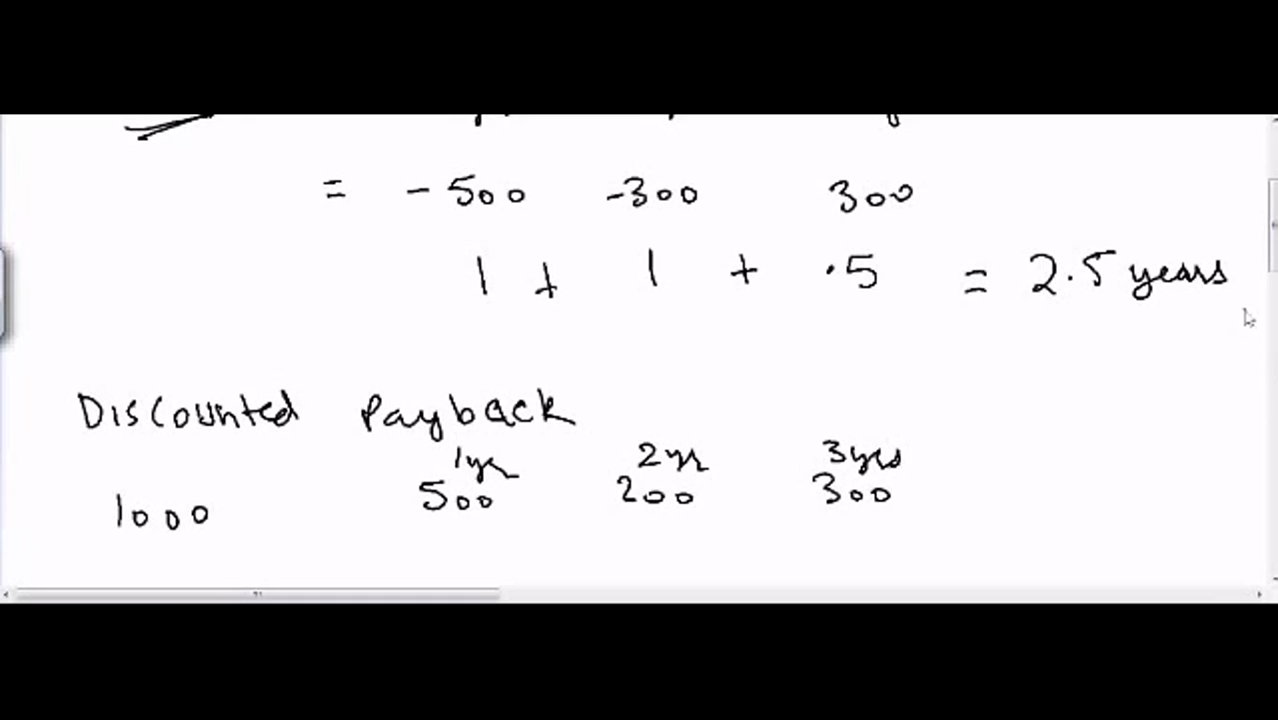 = -500 -300 300
1 + 1 + .5 = 2.5 years
Discounted Payback
1yr 2yr 3yrs
1000 500 200 300